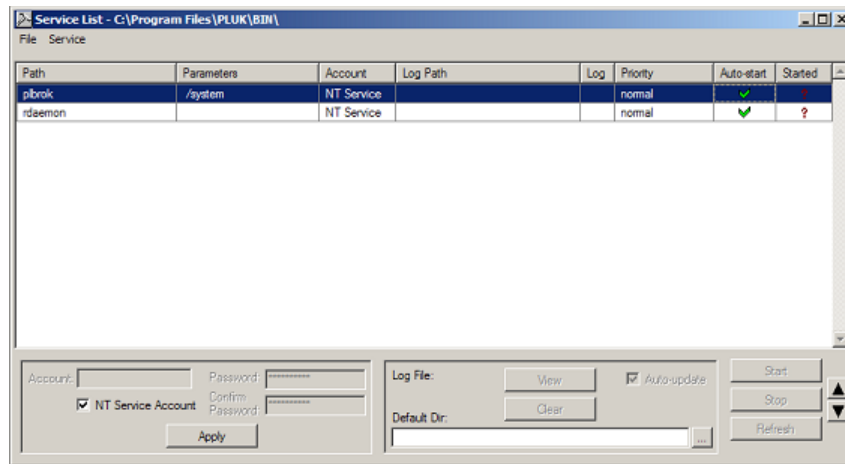 Service List - C:\Program Files\PLUK\BIN\
File Service
Path Parameters Account Log Path Log Priority Auto-start Started
plbrok /system NT Service normal ?
rdaemon NT Service normal ?
Account: Password: **********
NT Service Account Confirm Password: **********
Apply
Log File: View Auto-update
Clear
Default Dir:
...
Start
Stop
Refresh